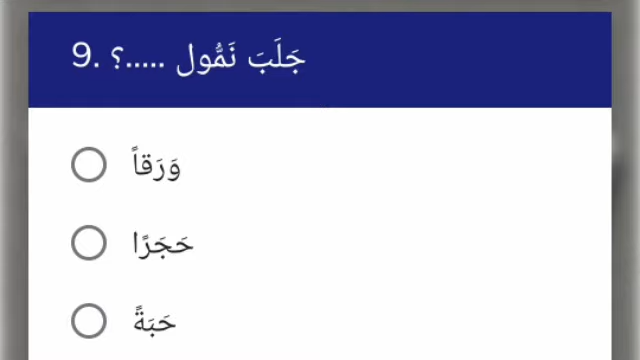 9. جَلَبَ نَمُّول .....؟
وَرَقاً
حَجَرًا
حَبَةً